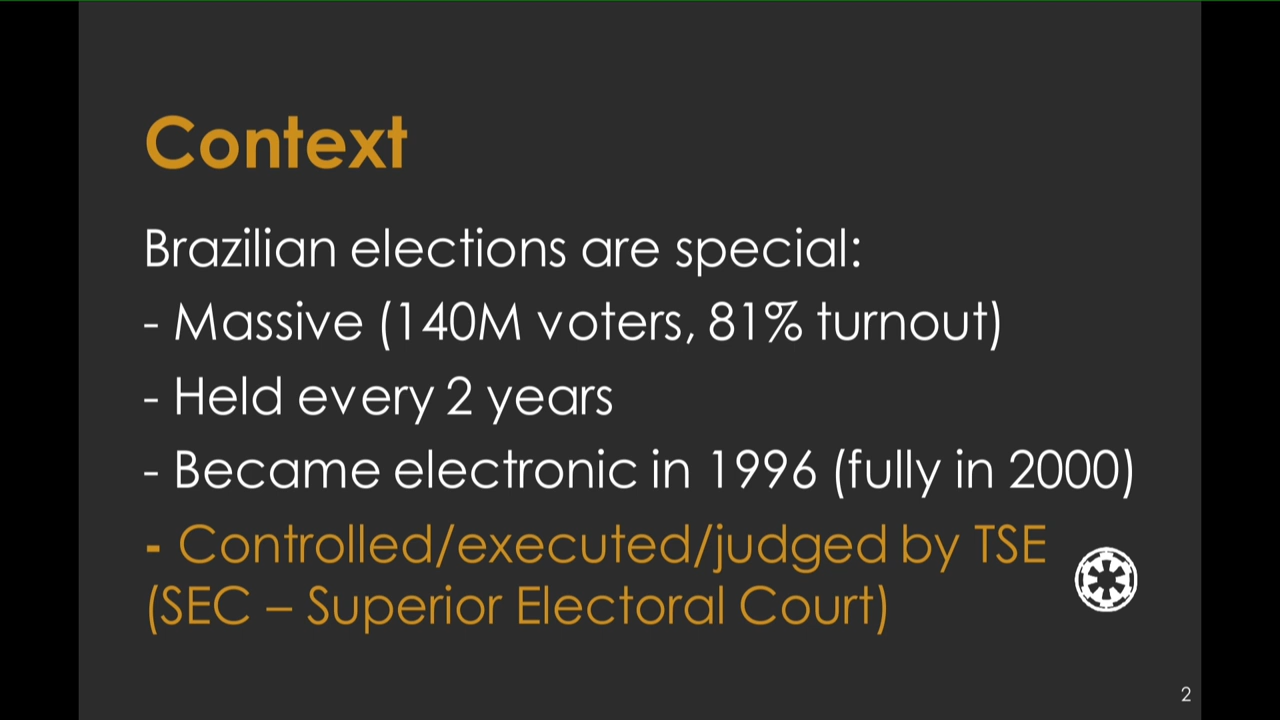 Context
Brazilian elections are special:
- Massive (140M voters, 81% turnout)
- Held every 2 years
- Became electronic in 1996 (fully in 2000)
- Controlled/executed/judged by TSE
(SEC – Superior Electoral Court)
2